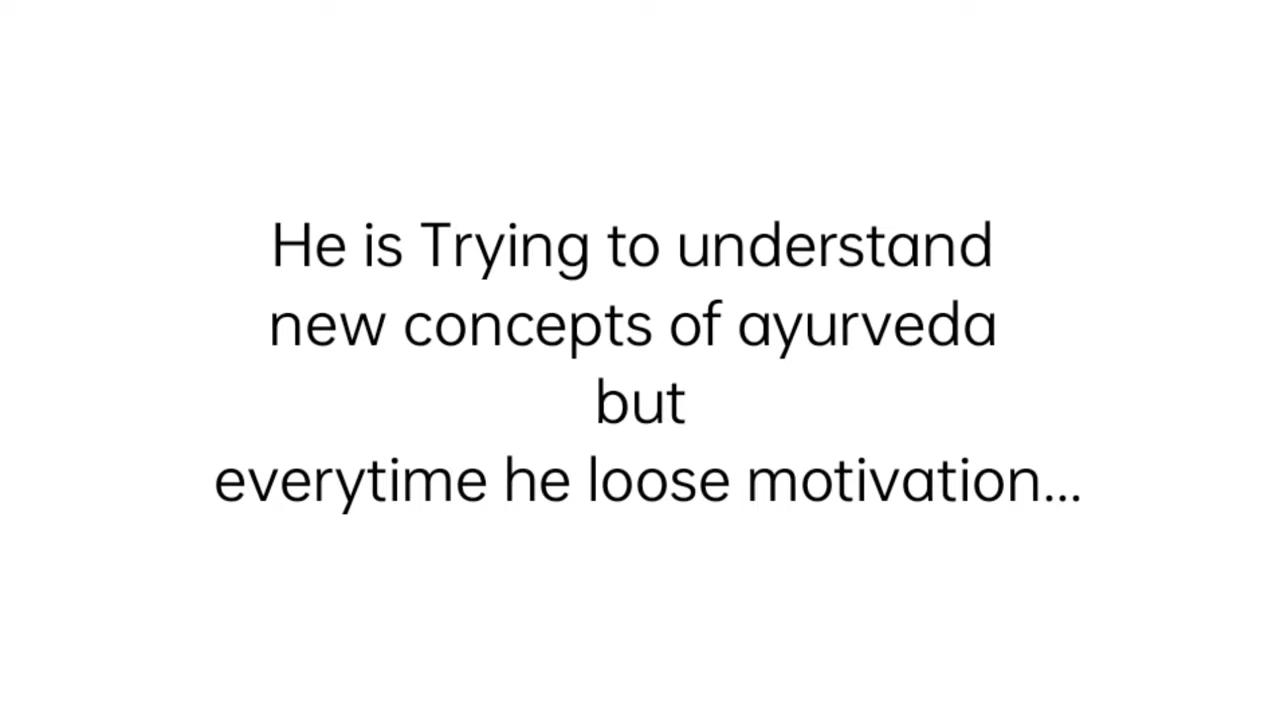 He is Trying to understand
new concepts of ayurveda
but
everytime he loose motivation...